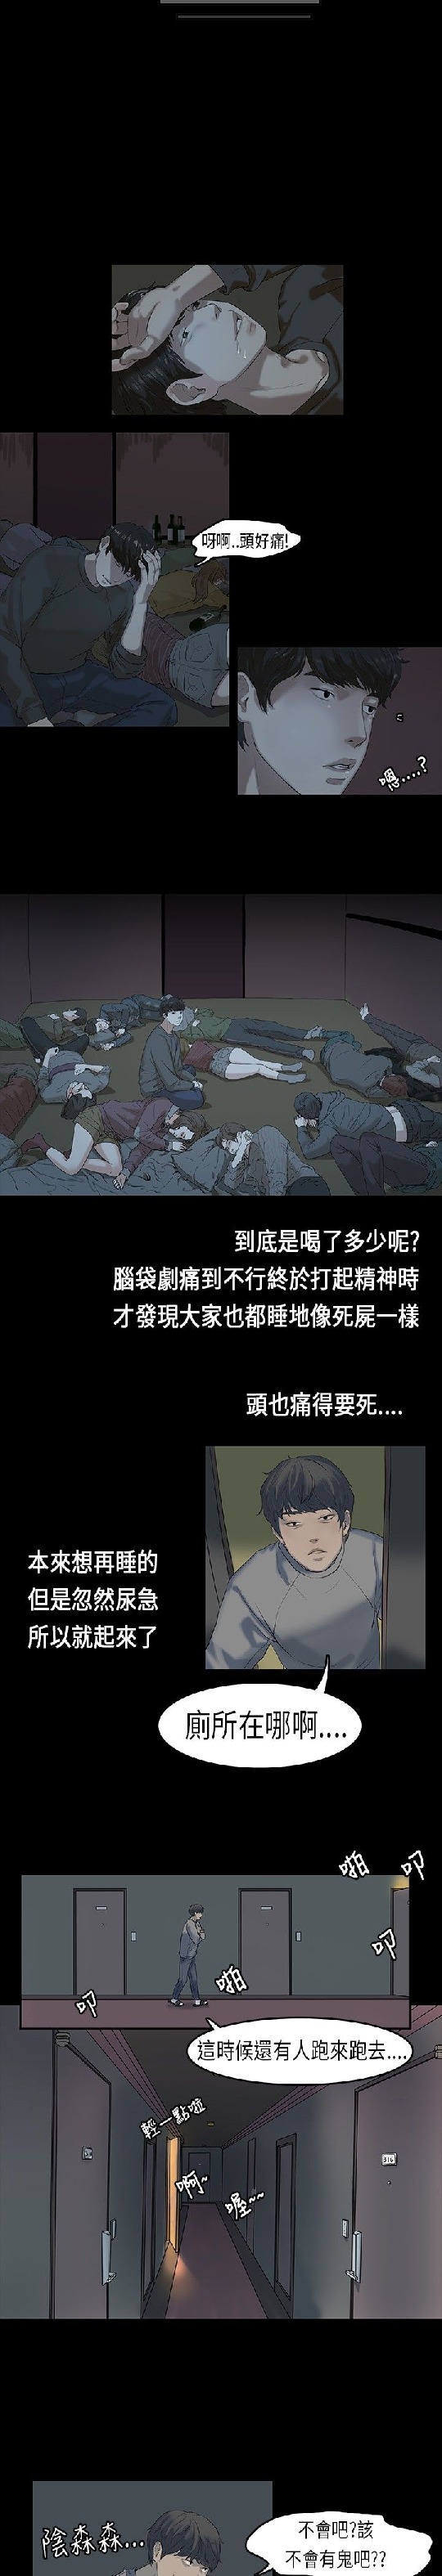 呀啊..頭好痛!
嗯....?
到底是喝了多少呢?
腦袋劇痛到不行終於打起精神時
才發現大家也都睡地像死屍一樣
頭也痛得要死....
本來想再睡的
但是忽然尿急
所以就起來了
廁所在哪啊....
啪
叩
叩
啪
叩
這時候還有人跑來跑去....
輕一點啦
啊~
喔~~
316
陰森森...
不會吧?該
不會有鬼吧??